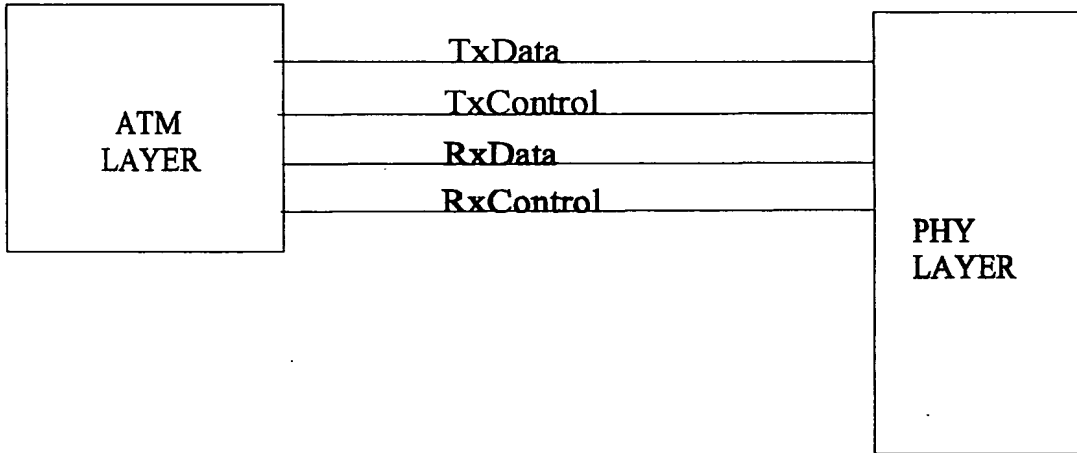 TxData
TxControl
ATM
LAYER
RxData
RxControl
PHY
LAYER